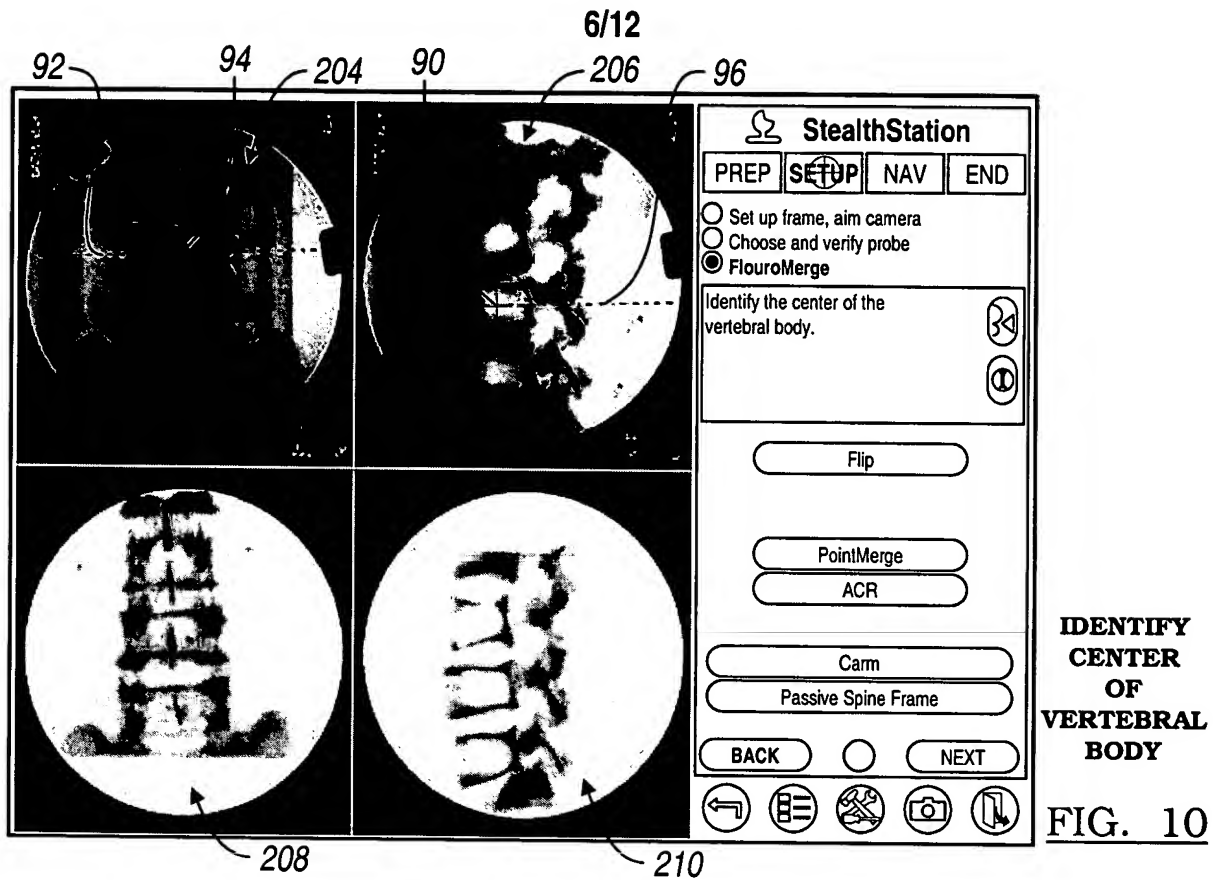 6/12
92
94
204
90
206
96
StealthStation
PREP
SETUP
NAV
END
Set up frame, aim camera
Choose and verify probe
FlouroMerge
Identify the center of the
vertebral body.
Flip
PointMerge
ACR
Carm
Passive Spine Frame
BACK
NEXT
IDENTIFY
CENTER
OF
VERTEBRAL
BODY
FIG. 10
208
210